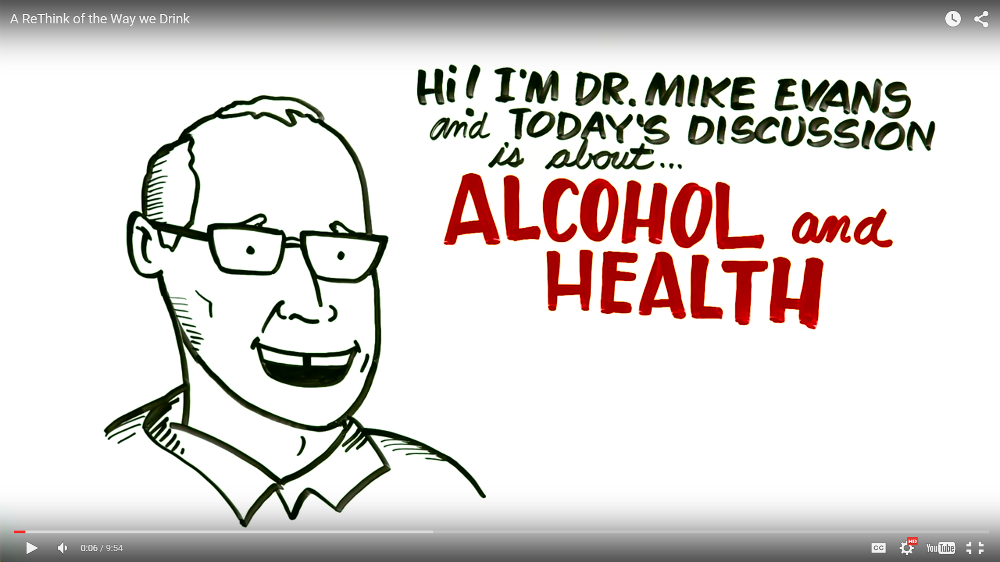 A ReThink of the Way we Drink
Hi! I'M DR. MIKE EVANS
and TODAY'S DISCUSSION
is about...
ALCOHOL and
HEALTH
0:06 / 9:54
CC
HD
YouTube